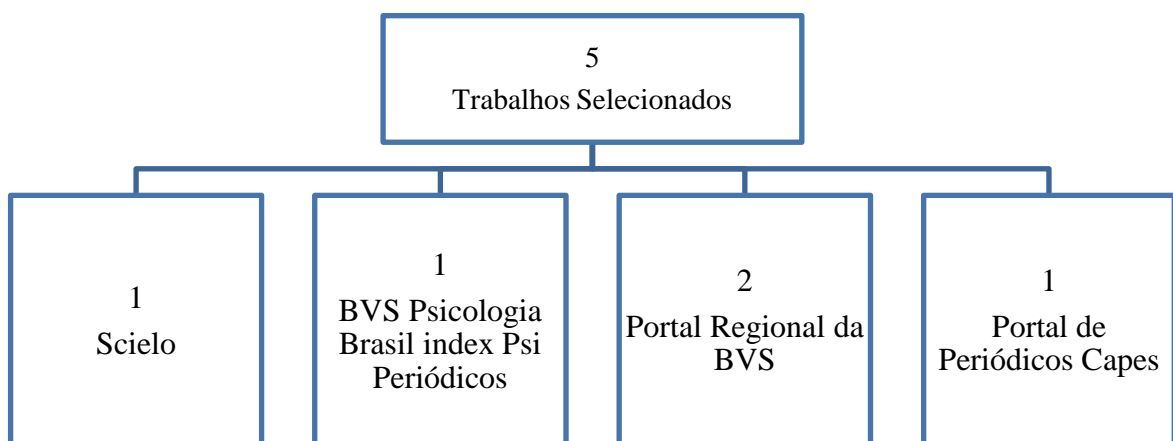 5
Trabalhos Selecionados
1
Scielo
1
BVS Psicologia
Brasil index Psi
Periódicos
2
Portal Regional da
BVS
1
Portal de
Periódicos Capes